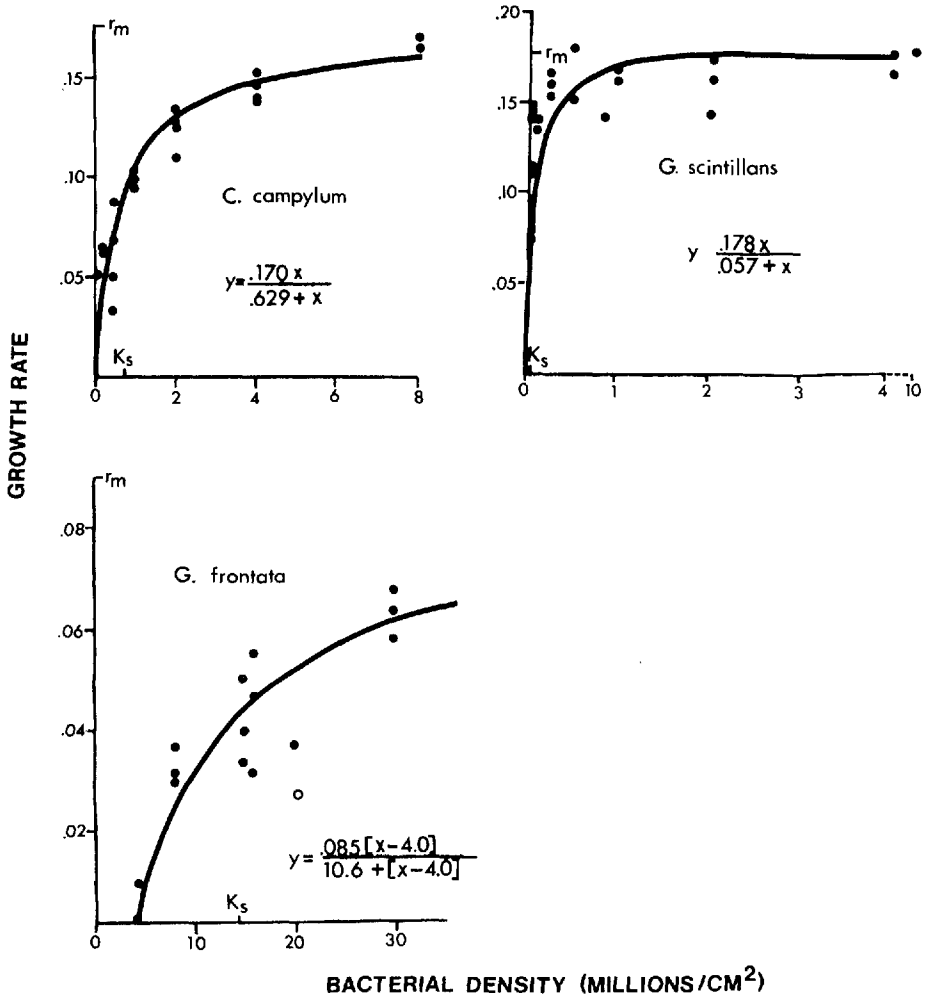 GROWTH RATE
rm
.15
.10
.05
C. campylum
y= .170 x
.629 + x
Ks
0 2 4 6 8
.20
rm
.15
.10
.05
G. scintillans
y .178 x
.057 + x
Ks
0 1 2 3 4 10
rm
.08
.06
.04
.02
G. frontata
y= .085[x-4.0]
10.6 +[x-4.0]
Ks
0 10 20 30
BACTERIAL DENSITY (MILLIONS/CM²)